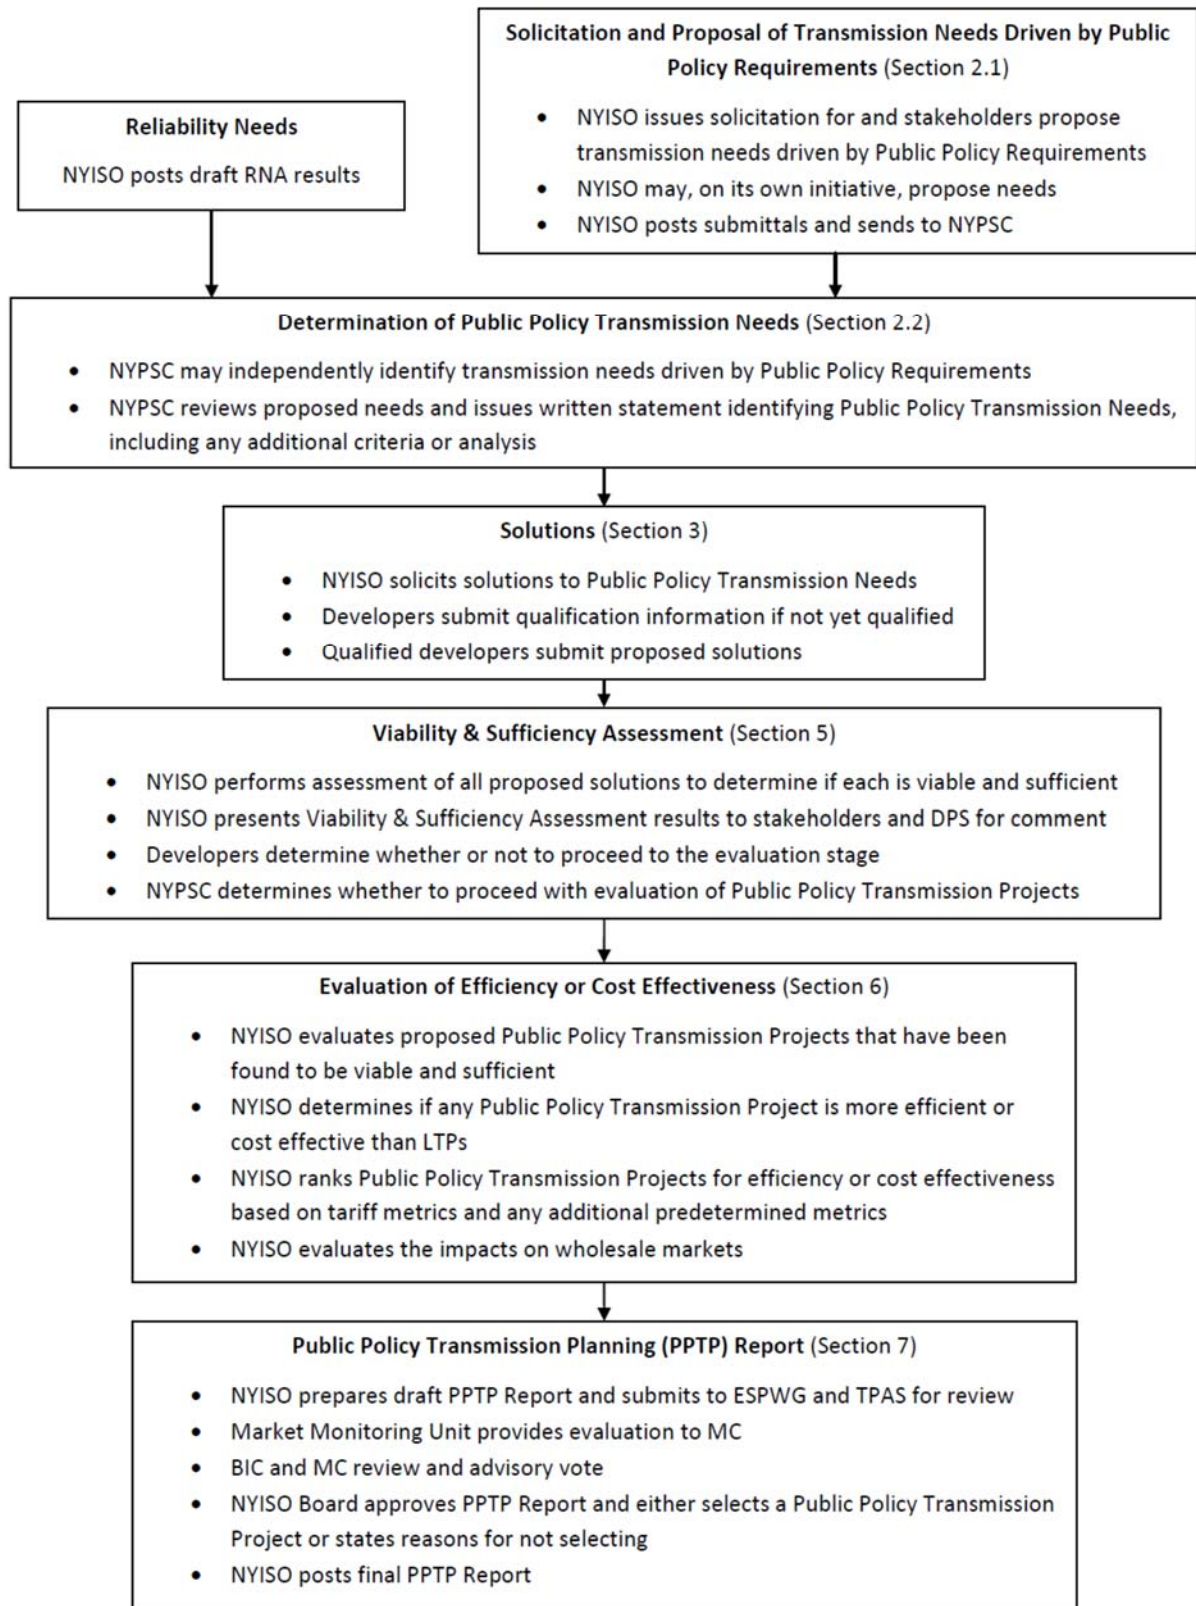 Solicitation and Proposal of Transmission Needs Driven by Public
Policy Requirements (Section 2.1)
• NYISO issues solicitation for and stakeholders propose
transmission needs driven by Public Policy Requirements
• NYISO may, on its own initiative, propose needs
• NYISO posts submittals and sends to NYPSC
Reliability Needs
NYISO posts draft RNA results
Determination of Public Policy Transmission Needs (Section 2.2)
• NYPSC may independently identify transmission needs driven by Public Policy Requirements
• NYPSC reviews proposed needs and issues written statement identifying Public Policy Transmission Needs,
including any additional criteria or analysis
Solutions (Section 3)
• NYISO solicits solutions to Public Policy Transmission Needs
• Developers submit qualification information if not yet qualified
• Qualified developers submit proposed solutions
Viability & Sufficiency Assessment (Section 5)
• NYISO performs assessment of all proposed solutions to determine if each is viable and sufficient
• NYISO presents Viability & Sufficiency Assessment results to stakeholders and DPS for comment
• Developers determine whether or not to proceed to the evaluation stage
• NYPSC determines whether to proceed with evaluation of Public Policy Transmission Projects
Evaluation of Efficiency or Cost Effectiveness (Section 6)
• NYISO evaluates proposed Public Policy Transmission Projects that have been
found to be viable and sufficient
• NYISO determines if any Public Policy Transmission Project is more efficient or
cost effective than LTPs
• NYISO ranks Public Policy Transmission Projects for efficiency or cost effectiveness
based on tariff metrics and any additional predetermined metrics
• NYISO evaluates the impacts on wholesale markets
Public Policy Transmission Planning (PPTP) Report (Section 7)
• NYISO prepares draft PPTP Report and submits to ESPWG and TPAS for review
• Market Monitoring Unit provides evaluation to MC
• BIC and MC review and advisory vote
• NYISO Board approves PPTP Report and either selects a Public Policy Transmission
Project or states reasons for not selecting
• NYISO posts final PPTP Report